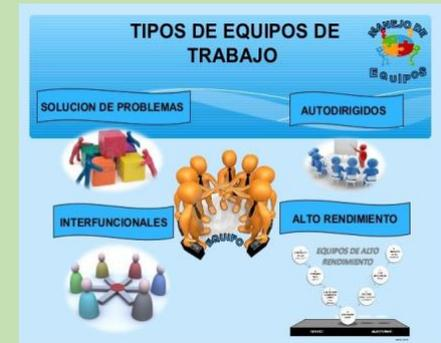 TIPOS DE EQUIPOS DE
TRABAJO
MANEJO DE
EQUIPOS
SOLUCION DE PROBLEMAS
AUTODIRIGIDOS
INTERFUNCIONALES
EQUIPO
ALTO RENDIMIENTO
EQUIPOS DE ALTO
RENDIMIENTO